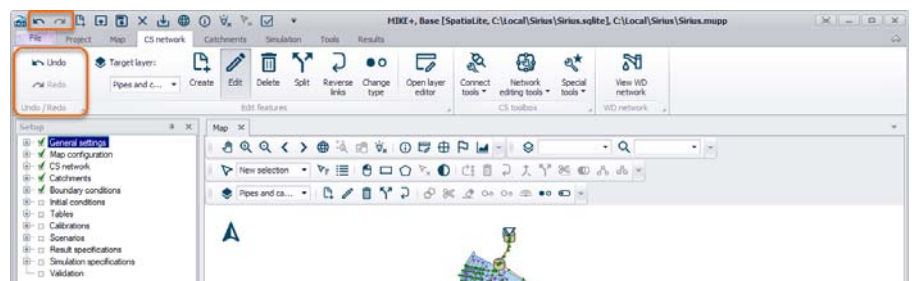 MIKE+, Base [SpatiaLite, C:\Local\Sirius\Sirius.sqlite], C:\Local\Sirius\Sirius.mupp
File Project Map CS network Catchments Simulation Tools Results
Undo Target layer:
Redo Pipes and c... Create Edit Delete Split Reverse links Change type Open layer editor Connect tools Network editing tools Special tools View WD network
Undo / Redo Edit features CS toolbox WD network
Setup Map
General settings
Map configuration
CS network
Catchments New selection
Boundary conditions
Initial conditions Pipes and ca...
Tables
Calibrations
Scenarios
Result specifications
Simulation specifications
Validation